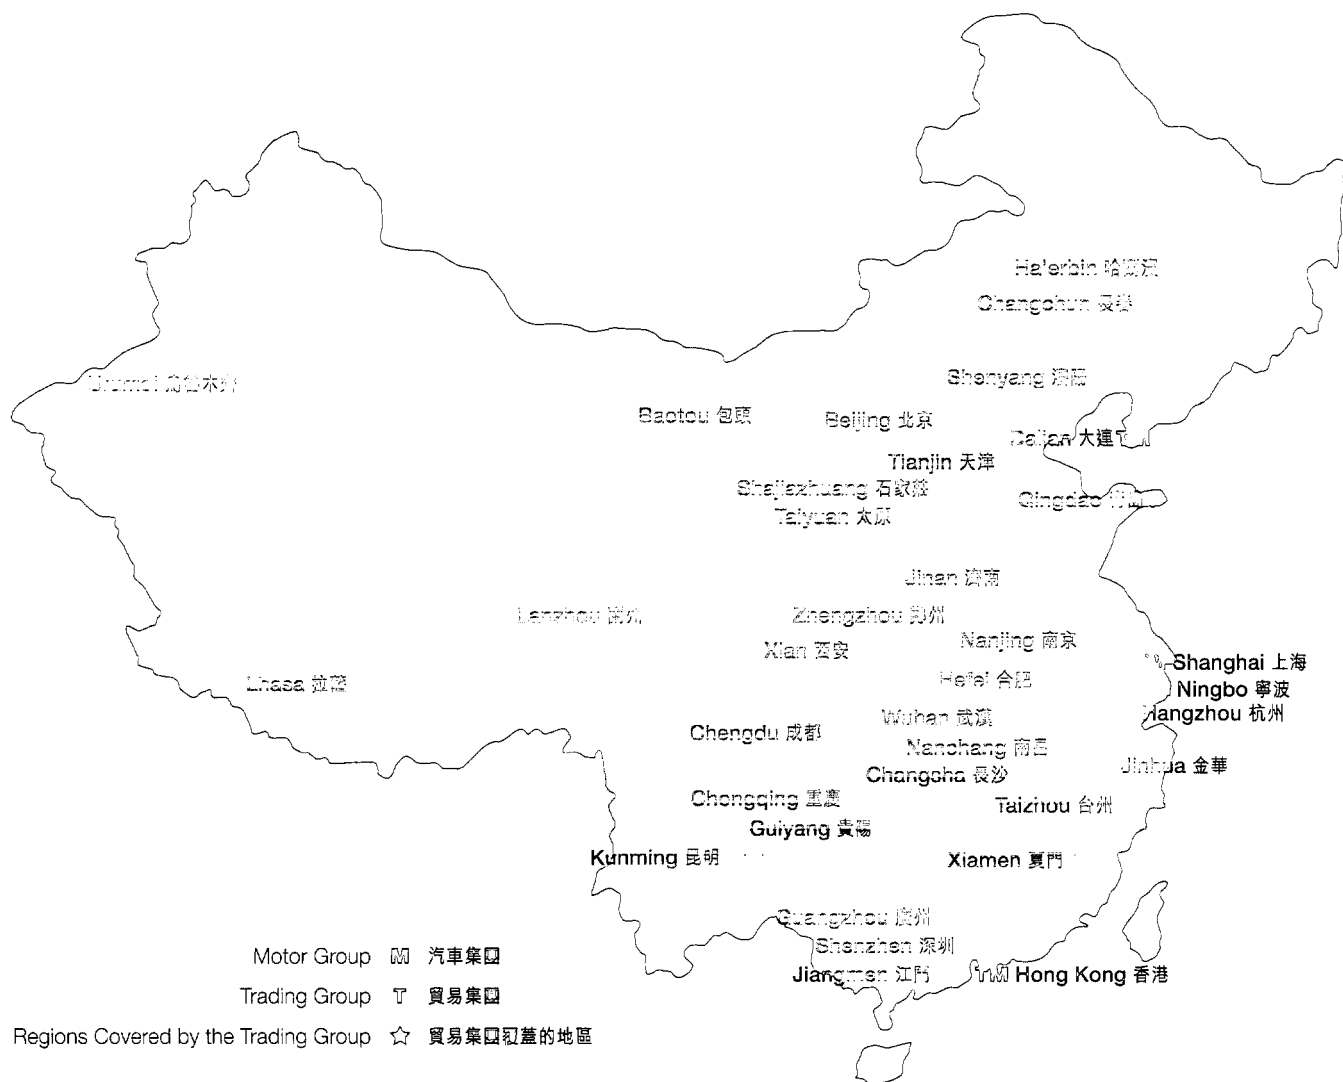 Ha'erbin 哈爾濱
Changchun 長春
Urumqi 烏魯木齊
Shenyang 瀋陽
Baotou 包頭
Beijing 北京
Dalian 大連 T M
Tianjin 天津
Shajiazhuang 石家莊
Qingdao 青島
Taiyuan 太原
Jinan 濟南
Lanzhou 蘭州
Zhengzhou 鄭州
Nanjing 南京
Xian 西安
Shanghai 上海
Lhasa 拉薩
Hefei 合肥
Ningbo 寧波
Hangzhou 杭州
Wuhan 武漢
Chengdu 成都
Nanchang 南昌
Jinhua 金華
Changsha 長沙
Chongqing 重慶
Taizhou 台州
Guiyang 貴陽
Kunming 昆明
Xiamen 夏門
Guangzhou 廣州
Shenzhen 深圳
Jiangmen 江門
T M Hong Kong 香港
Motor Group M 汽車集團
Trading Group T 貿易集團
Regions Covered by the Trading Group ☆ 貿易集團覆蓋的地區